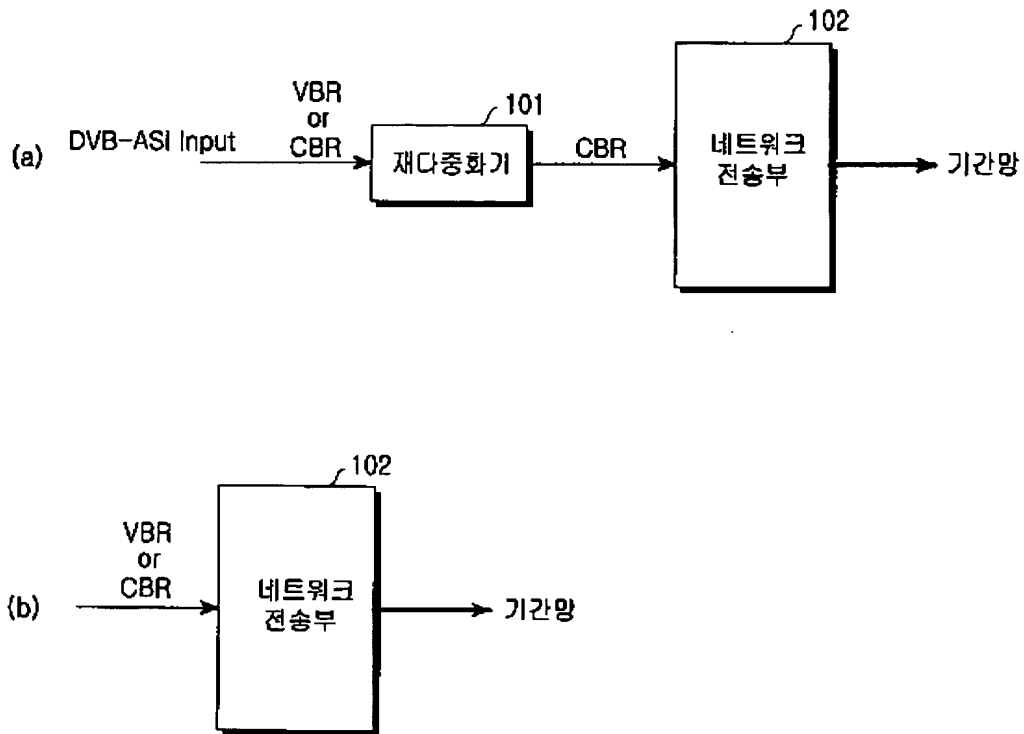 102
101
VBR
or
CBR
(a) DVB-ASI Input
재다중화기
CBR
네트워크
전송부
기간망
102
VBR
or
CBR
(b)
네트워크
전송부
기간망